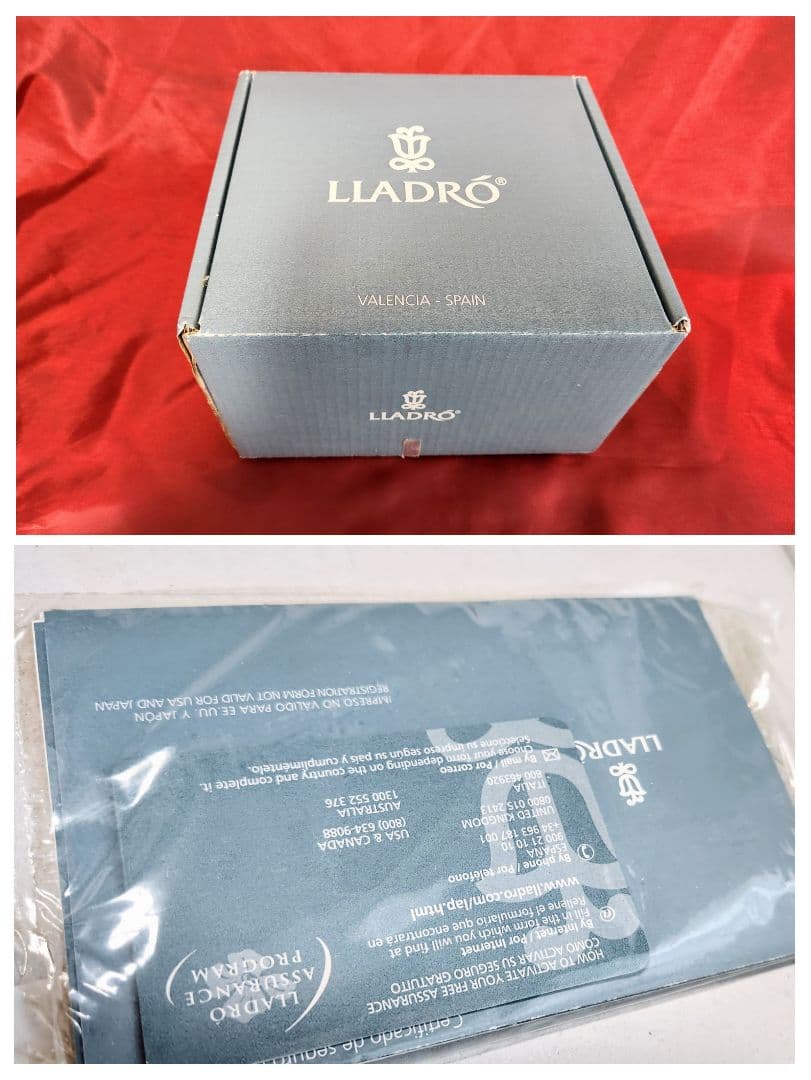 LLADRÓ®
VALENCIA - SPAIN
LLADRÓ®
Certificado de seguro
LLADRÓ
ASSURANCE
PROGRAM
HOW TO ACTIVATE YOUR FREE ASSURANCE
COMO ACTIVAR SU SEGURO GRATUITO
By Internet / Por Internet
Fill in the form which you will find at
Rellene el formulario que encontrará en
www.lladro.com/lap.html
By phone / Por teléfono
ESPAÑA
900 21 10 10
+34 963 187 001
UNITED KINGDOM
0800 015 2413
ITALIA
800 463920
USA & CANADA
(800) 634-9088
AUSTRALIA
1300 552 376
By mail / Por correo
Choose your form depending on the country and complete it.
Seleccione su impreso según su país y cumpliméntelo.
LLADRÓ
IMPRESO NO VÁLIDO PARA EE.UU. Y JAPÓN
REGISTRATION FORM NOT VALID FOR USA AND JAPAN